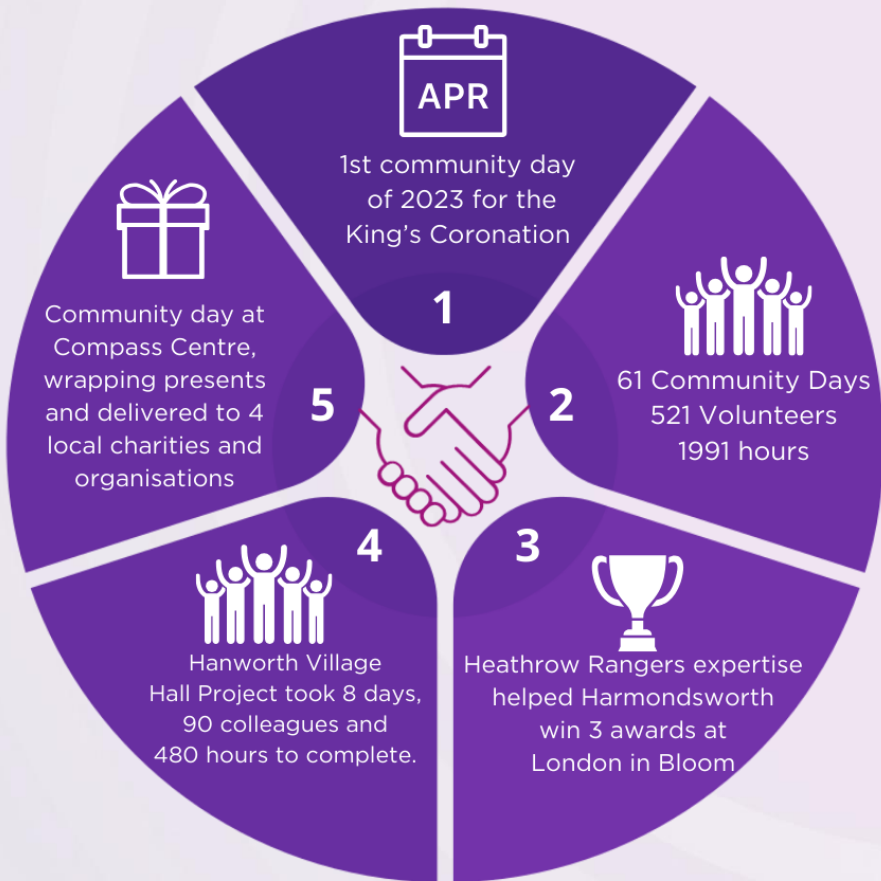 APR
1st community day
of 2023 for the
King's Coronation
1
61 Community Days
521 Volunteers
1991 hours
2
3
Heathrow Rangers expertise
helped Harmondsworth
win 3 awards at
London in Bloom
4
Hanworth Village
Hall Project took 8 days,
90 colleagues and
480 hours to complete.
5
Community day at
Compass Centre,
wrapping presents
and delivered to 4
local charities and
organisations